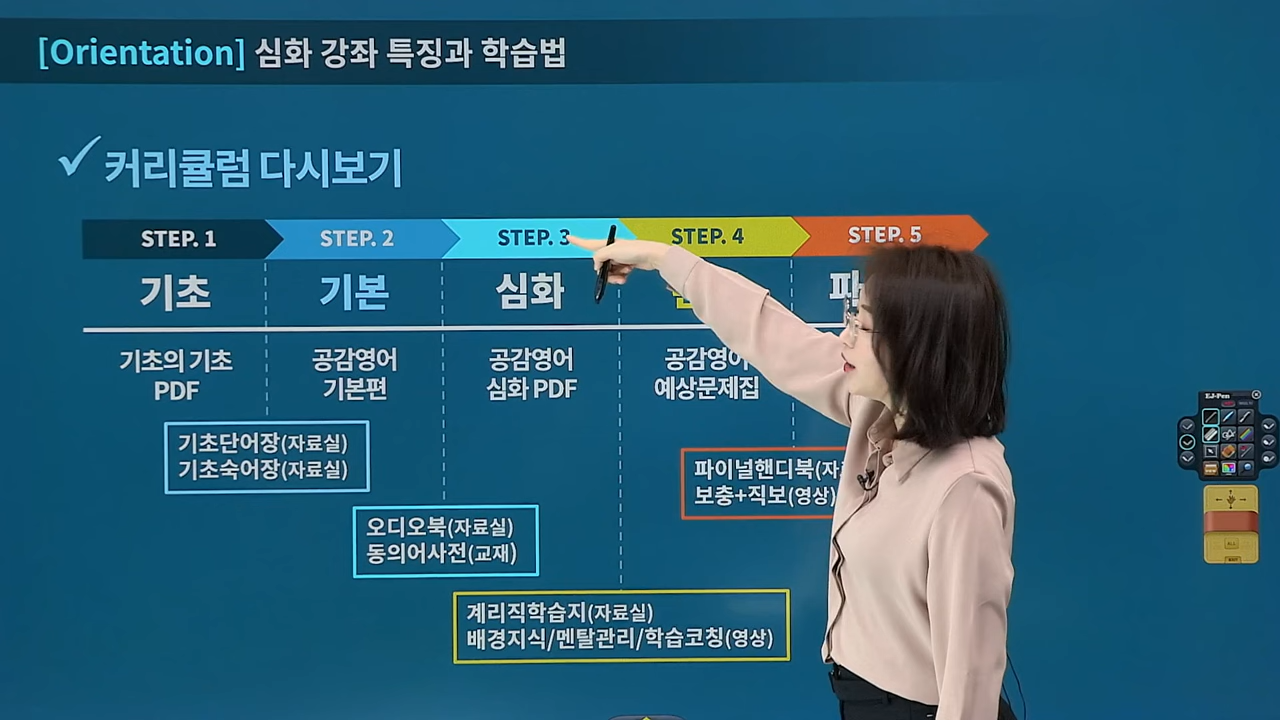 [Orientation] 심화 강좌 특징과 학습법
커리큘럼 다시보기
STEP. 1
STEP. 2
STEP. 3
STEP. 4
STEP. 5
기초
기본
심화
기초의 기초
PDF
공감영어
기본편
공감영어
심화 PDF
공감영어
예상문제집
기초단어장(자료실)
기초숙어장(자료실)
파이널핸디북
보충+직보(영상)
오디오북(자료실)
동의어사전(교재)
계리직학습지(자료실)
배경지식/멘탈관리/학습코칭(영상)
EJ-Pen
ALL